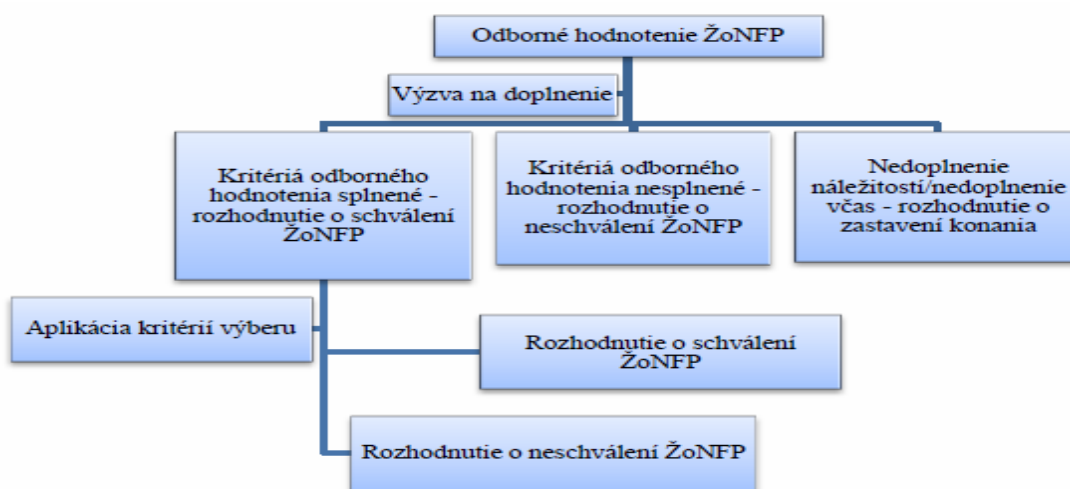 Odborné hodnotenie ŽoNFP
Výzva na doplnenie
Kritériá odborného
hodnotenia splnené -
rozhodnutie o schválení
ŽoNFP
Kritériá odborného
hodnotenia nesplnené -
rozhodnutie o
neschválení ŽoNFP
Nedoplnenie
náležitostí/nedoplnenie
včas - rozhodnutie o
zastavení konania
Aplikácia kritérií výberu
Rozhodnutie o schválení
ŽoNFP
Rozhodnutie o neschválení ŽoNFP